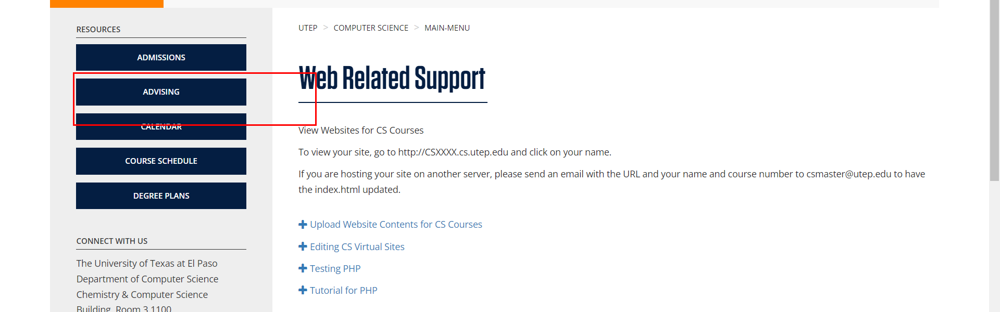 RESOURCES
ADMISSIONS
ADVISING
CALENDAR
COURSE SCHEDULE
DEGREE PLANS
CONNECT WITH US
The University of Texas at El Paso
Department of Computer Science
Chemistry & Computer Science
Building, Room 3.1100
UTEP > COMPUTER SCIENCE > MAIN-MENU
Web Related Support
View Websites for CS Courses
To view your site, go to http://CSXXXX.cs.utep.edu and click on your name.
If you are hosting your site on another server, please send an email with the URL and your name and course number to csmaster@utep.edu to have
the index.html updated.
Upload Website Contents for CS Courses
Editing CS Virtual Sites
Testing PHP
Tutorial for PHP